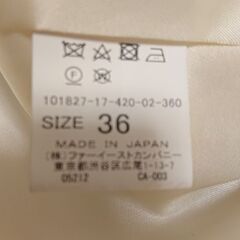 101827-17-420-02-360
SIZE 36
MADE IN JAPAN
(株)ファーイーストカンパニー
東京都渋谷区広尾1-13-7
05212 CA-003